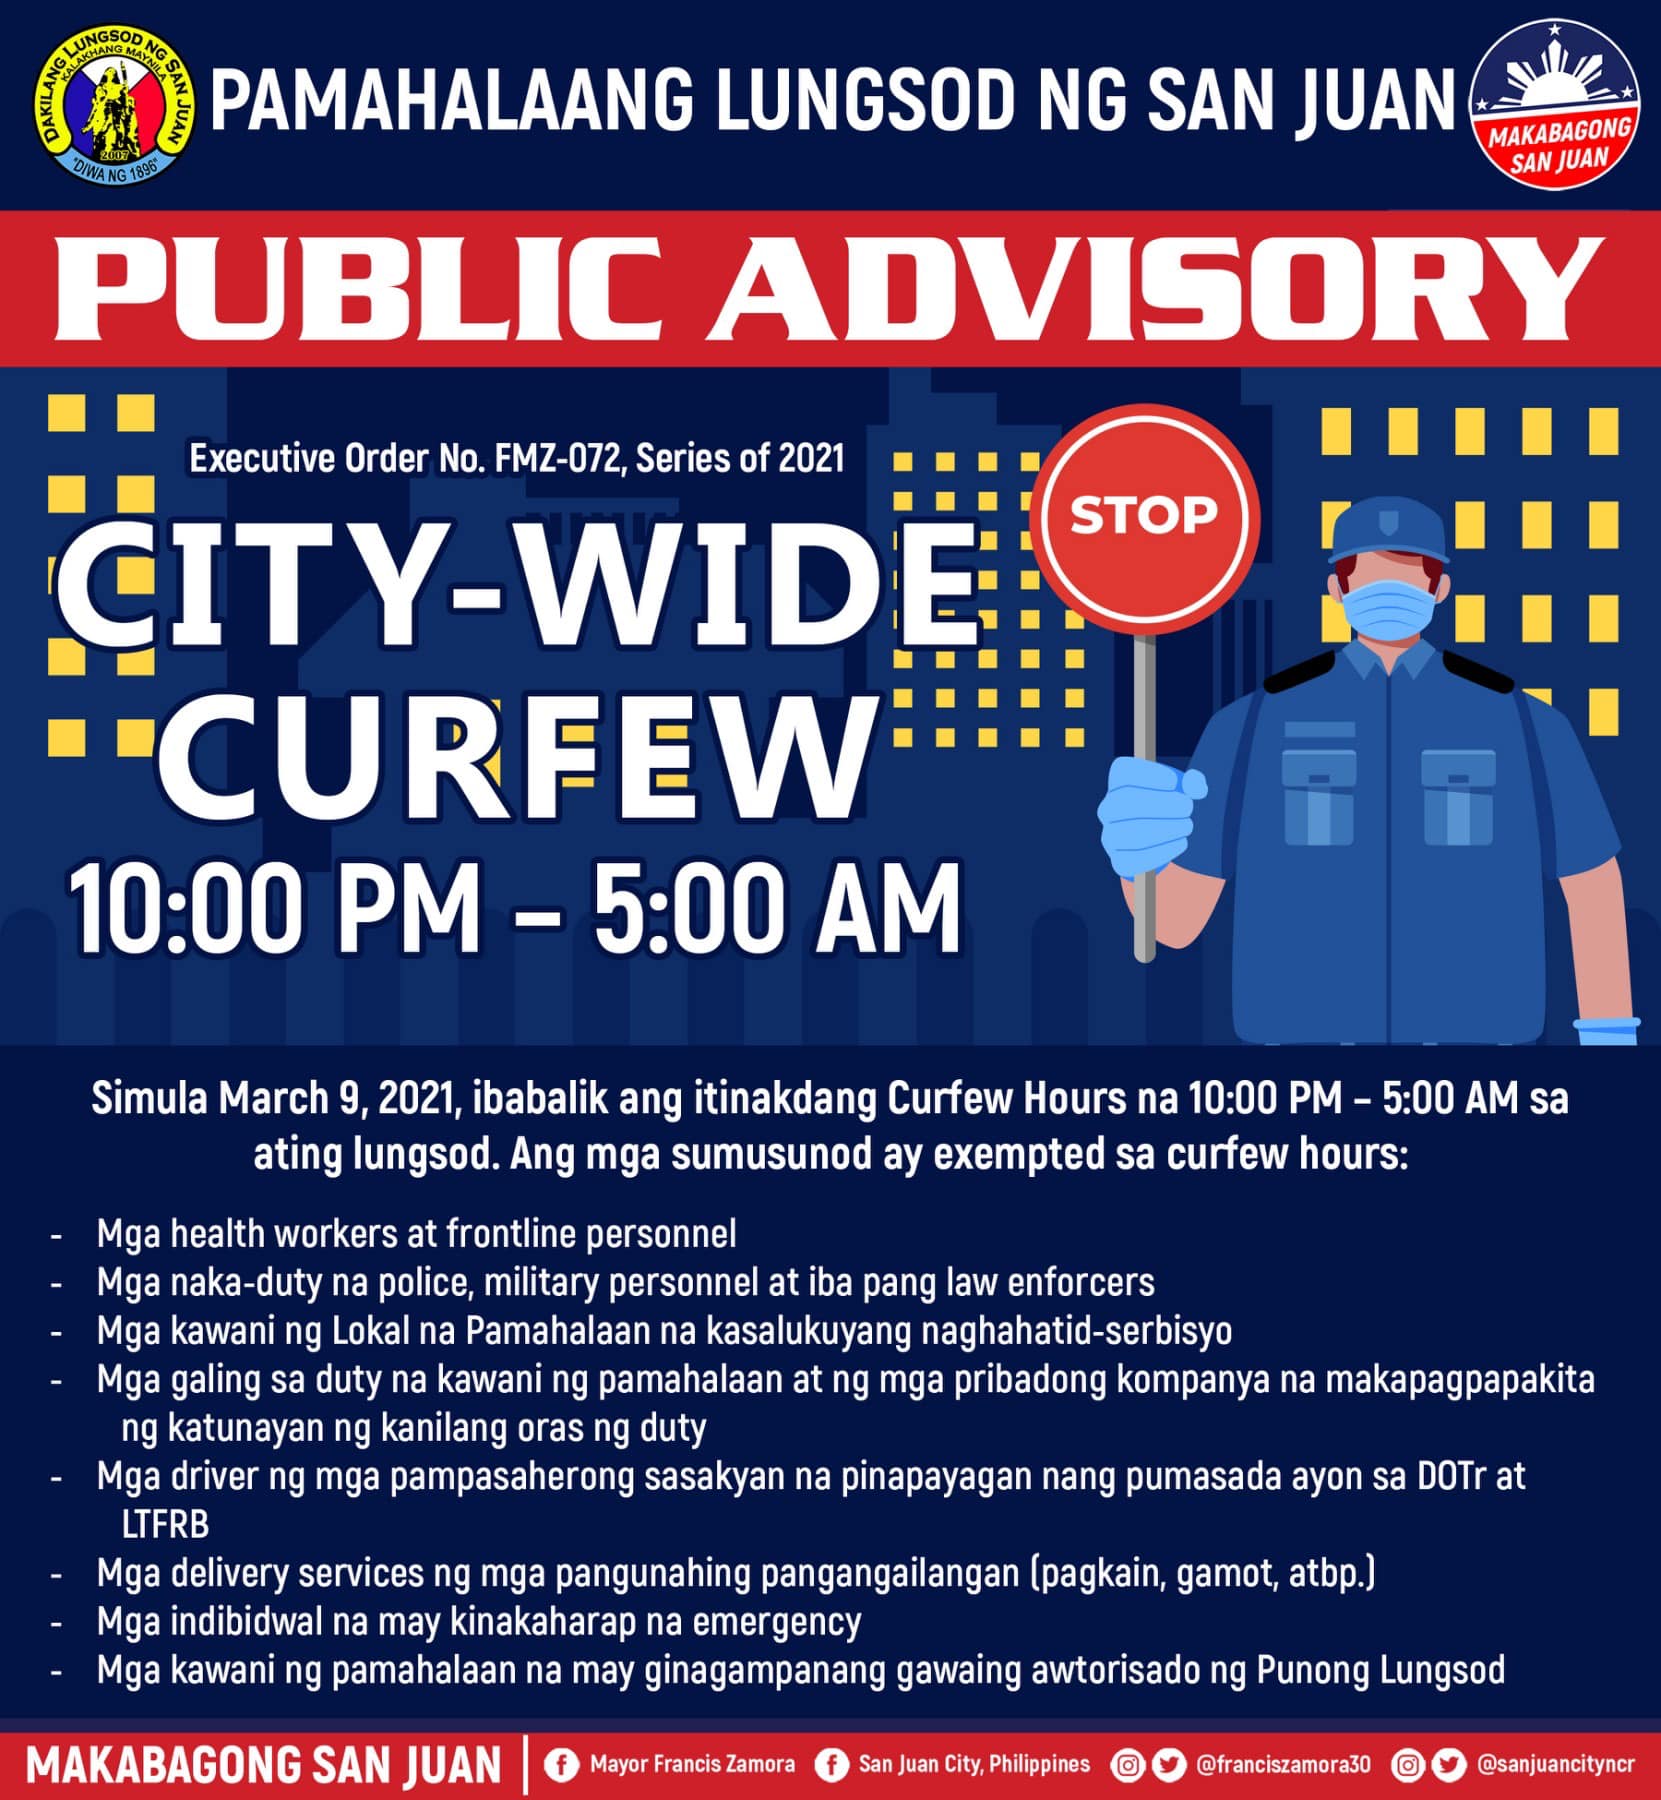 DAKILANG LUNGSOD NG SAN JUAN
KALAKHANG MAYNILA
2007
"DIWA NG 1896"
PAMAHALAANG LUNGSOD NG SAN JUAN
MAKABAGONG
SAN JUAN
PUBLIC ADVISORY
Executive Order No. FMZ-072, Series of 2021
CITY-WIDE
CURFEW
10:00 PM – 5:00 AM
STOP
Simula March 9, 2021, ibabalik ang itinakdang Curfew Hours na 10:00 PM – 5:00 AM sa
ating lungsod. Ang mga sumusunod ay exempted sa curfew hours:
- Mga health workers at frontline personnel
- Mga naka-duty na police, military personnel at iba pang law enforcers
- Mga kawani ng Lokal na Pamahalaan na kasalukuyang naghahatid-serbisyo
- Mga galing sa duty na kawani ng pamahalaan at ng mga pribadong kompanya na makapagpapakita
ng katunayan ng kanilang oras ng duty
- Mga driver ng mga pampasaherong sasakyan na pinapayagan nang pumasada ayon sa DOTr at
LTFRB
- Mga delivery services ng mga pangunahing pangangailangan (pagkain, gamot, atbp.)
- Mga indibidwal na may kinakaharap na emergency
- Mga kawani ng pamahalaan na may ginagampanang gawaing awtorisado ng Punong Lungsod
MAKABAGONG SAN JUAN
Mayor Francis Zamora
San Juan City, Philippines
@franciszamora30
@sanjuancityncr